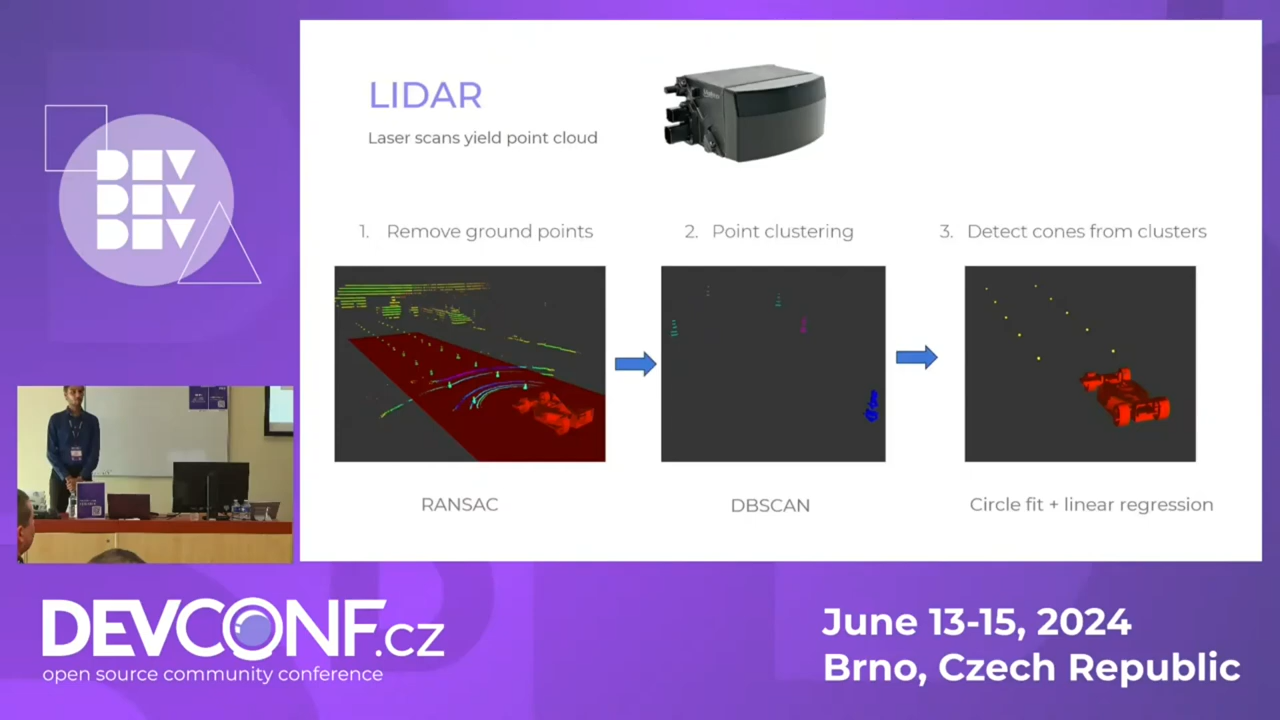 DEV
DEV
DEV
LIDAR
Laser scans yield point cloud
1. Remove ground points
2. Point clustering
3. Detect cones from clusters
RANSAC
DBSCAN
Circle fit + linear regression
DEVCONF.cz
open source community conference
June 13-15, 2024
Brno, Czech Republic